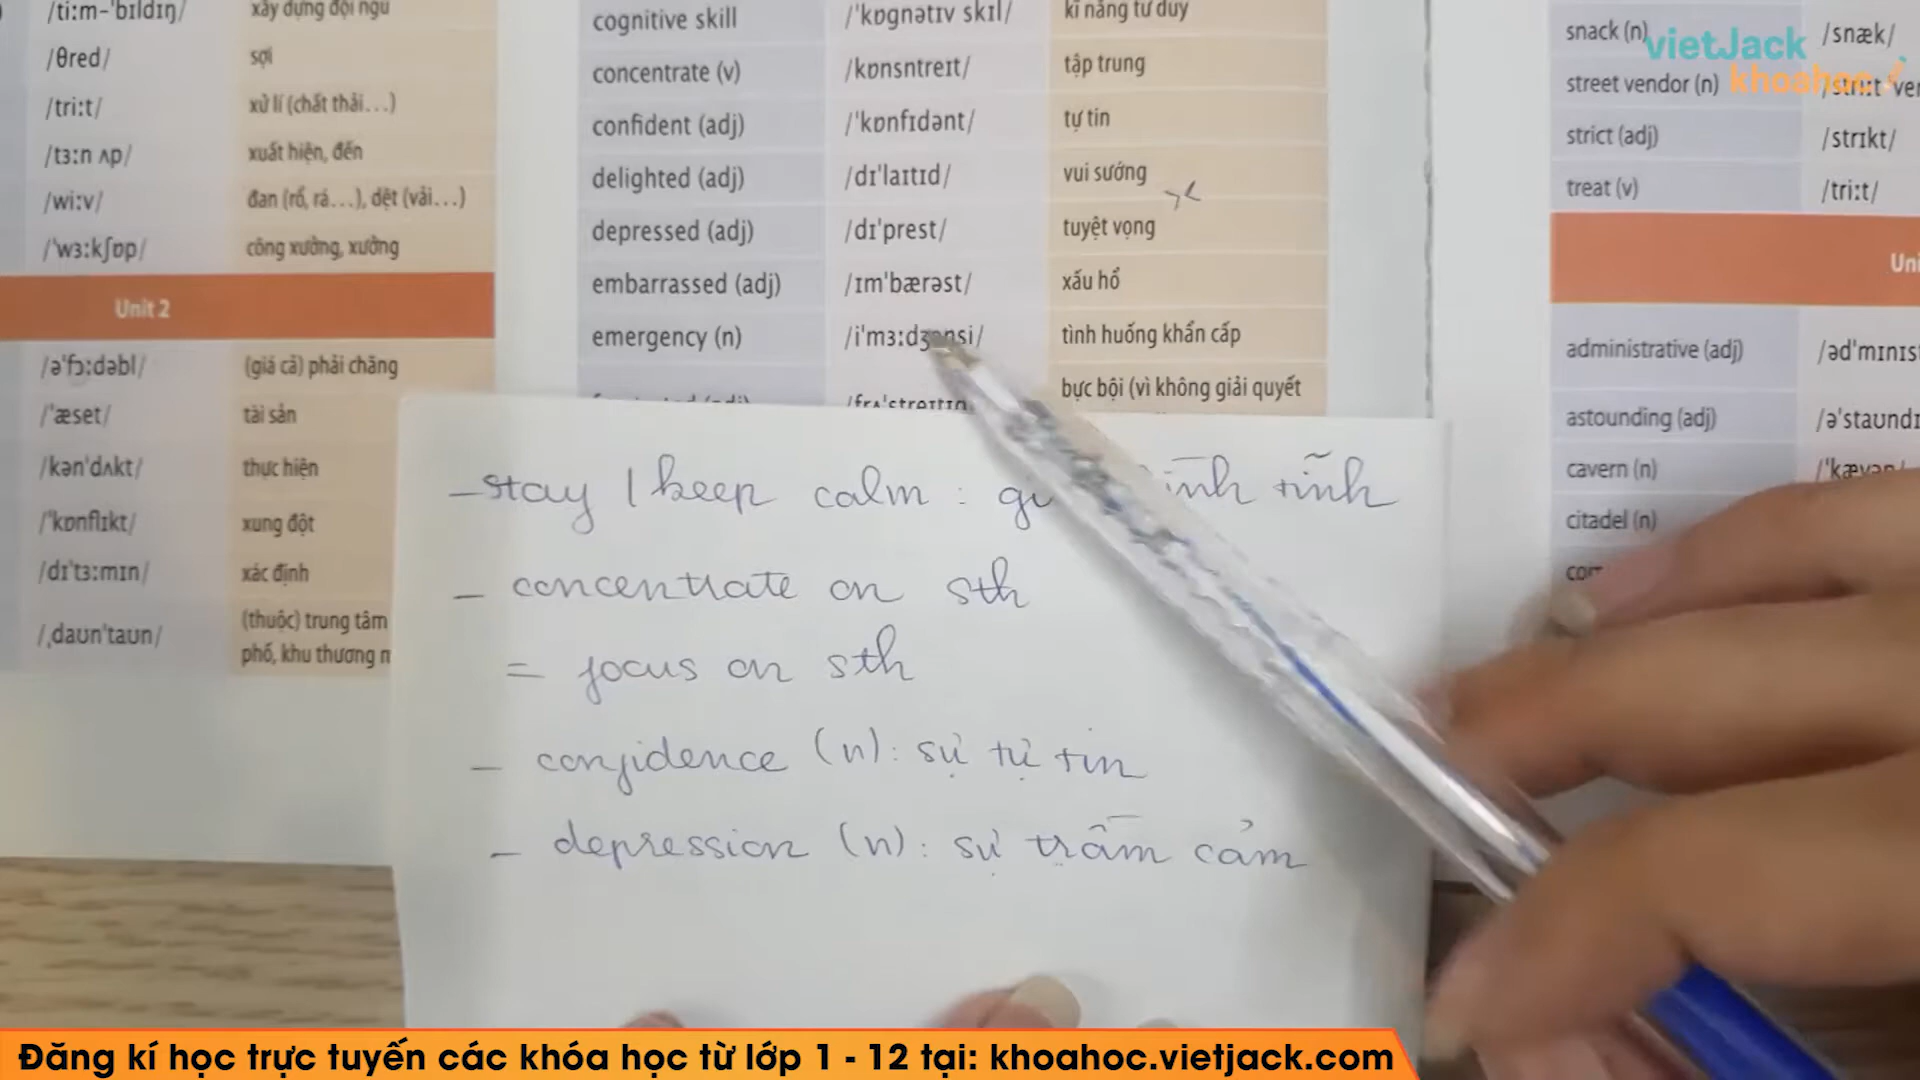 /tiːm-ˈbɪldɪŋ/ xây dựng đội ngũ
/θred/ sợi
/triːt/ xử lí (chất thải…)
/tɜːn ʌp/ xuất hiện, đến
/wiːv/ đan (rổ, rá…), dệt (vải…)
/ˈwɜːkʃɒp/ công xưởng, xưởng
Unit 2
/əˈfɔːdəbl/ (giá cả) phải chăng
/ˈæset/ tài sản
/kənˈdʌkt/ thực hiện
/ˈkɒnflɪkt/ xung đột
/dɪˈtɜːmɪn/ xác định
/ˌdaʊnˈtaʊn/ (thuộc) trung tâm
phố, khu thương
cognitive skill /ˈkɒɡnətɪv skɪl/ kĩ năng tư duy
concentrate (v) /kɒnsntreɪt/ tập trung
confident (adj) /ˈkɒnfɪdənt/ tự tin
delighted (adj) /dɪˈlaɪtɪd/ vui sướng
depressed (adj) /dɪˈprest/ tuyệt vọng
embarrassed (adj) /ɪmˈbærəst/ xấu hổ
emergency (n) tình huống khẩn cấp
bực bội (vì không giải quyết
- stay / keep calm : tĩnh
- concentrate on sth
= focus on sth
- confidence (n): sự tự tin
- depression (n): sự trầm cảm
vietJack
khoahoc
snack (n) /snæk/
street vendor (n)
strict (adj) /strɪkt/
treat (v) /triːt/
administrative (adj)
astounding (adj)
cavern (n)
citadel (n)
Đăng kí học trực tuyến các khóa học từ lớp 1 - 12 tại: khoahoc.vietjack.com